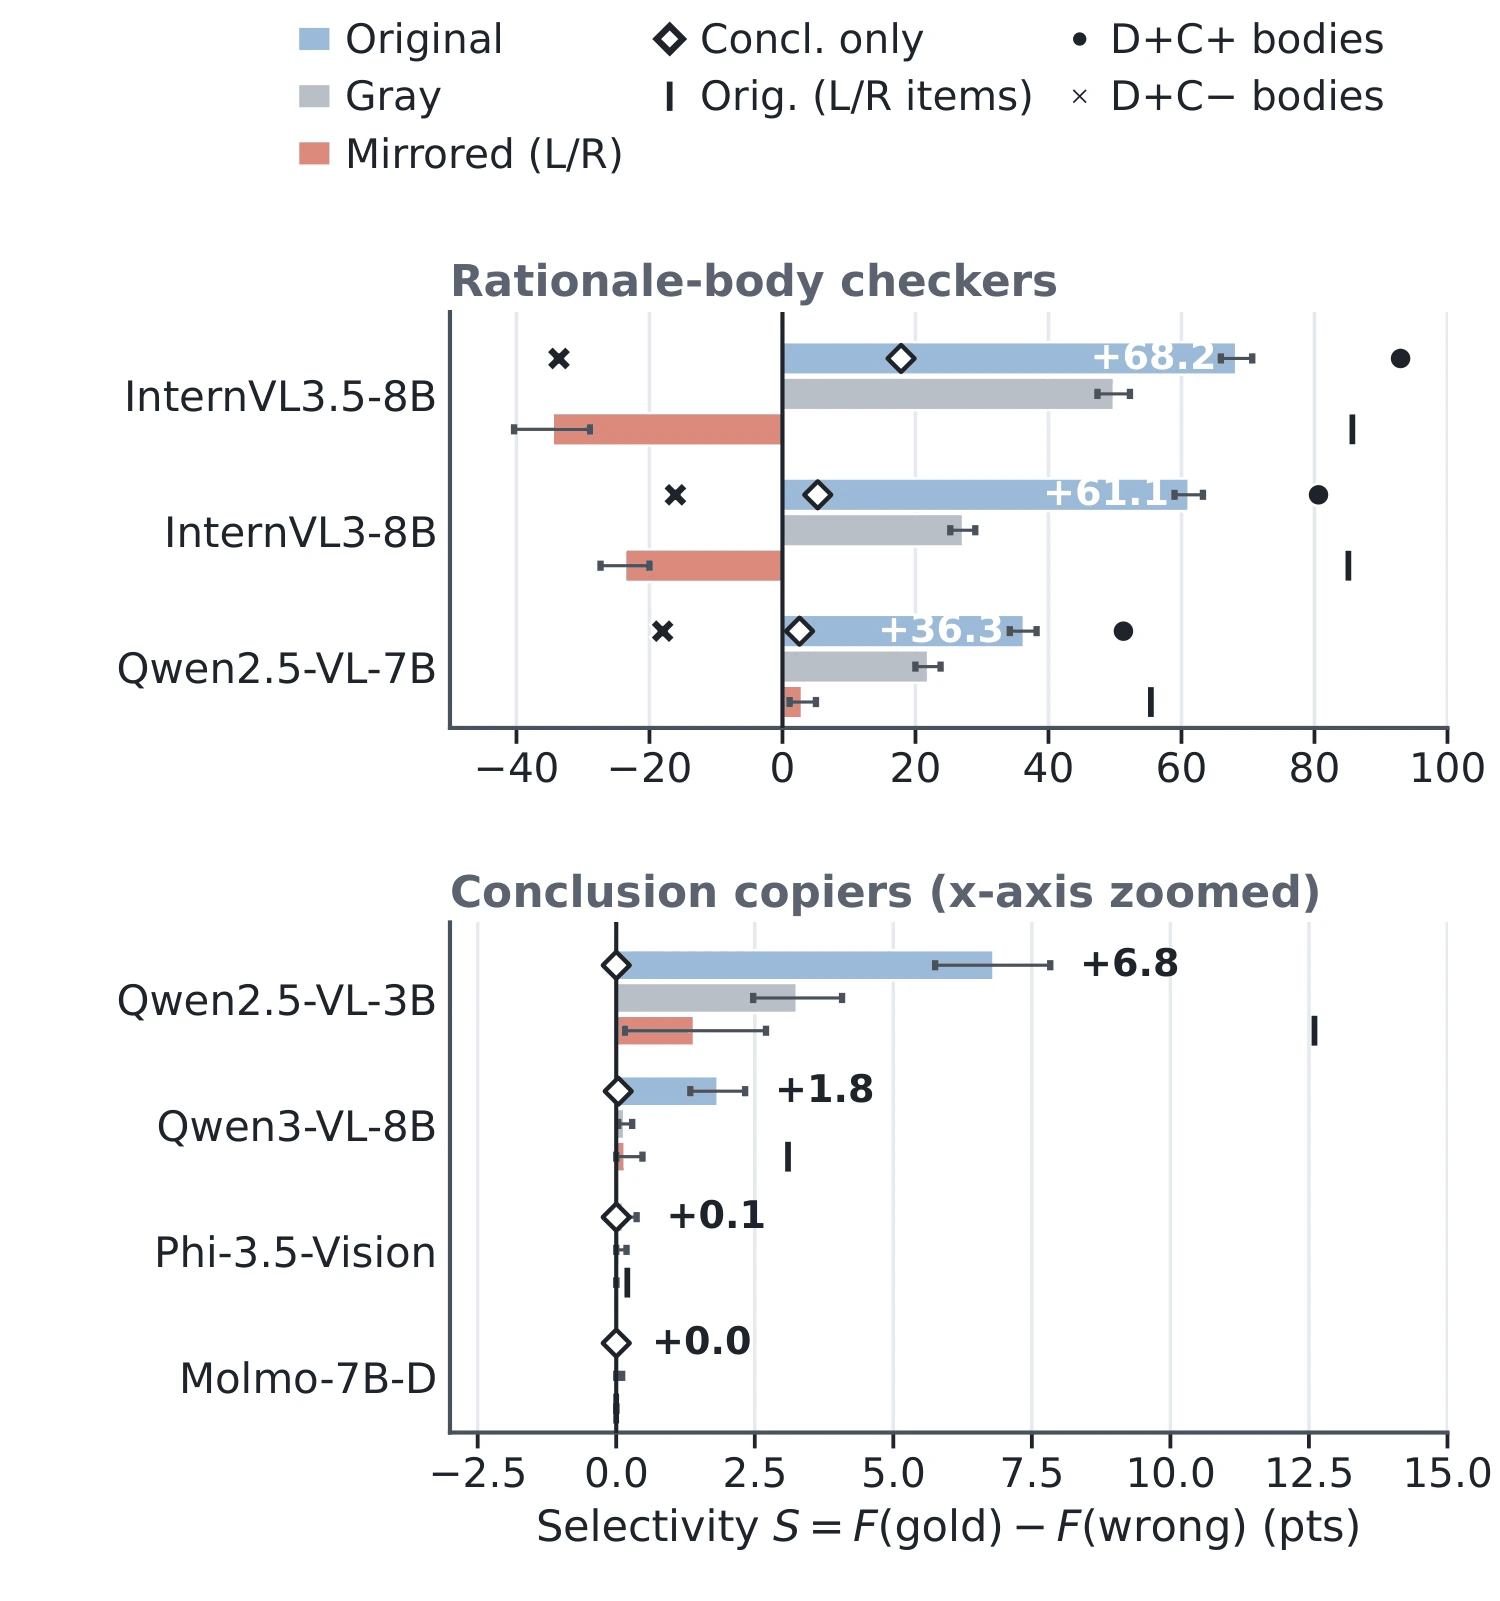 Original
Gray
Mirrored (L/R)
Concl. only
Orig. (L/R items)
D+C+ bodies
D+C− bodies
Rationale-body checkers
InternVL3.5-8B
+68.2
InternVL3-8B
+61.1
Qwen2.5-VL-7B
+36.3
−40 −20 0 20 40 60 80 100
Conclusion copiers (x-axis zoomed)
Qwen2.5-VL-3B
+6.8
Qwen3-VL-8B
+1.8
Phi-3.5-Vision
+0.1
Molmo-7B-D
+0.0
−2.5 0.0 2.5 5.0 7.5 10.0 12.5 15.0
Selectivity S = F(gold) − F(wrong) (pts)